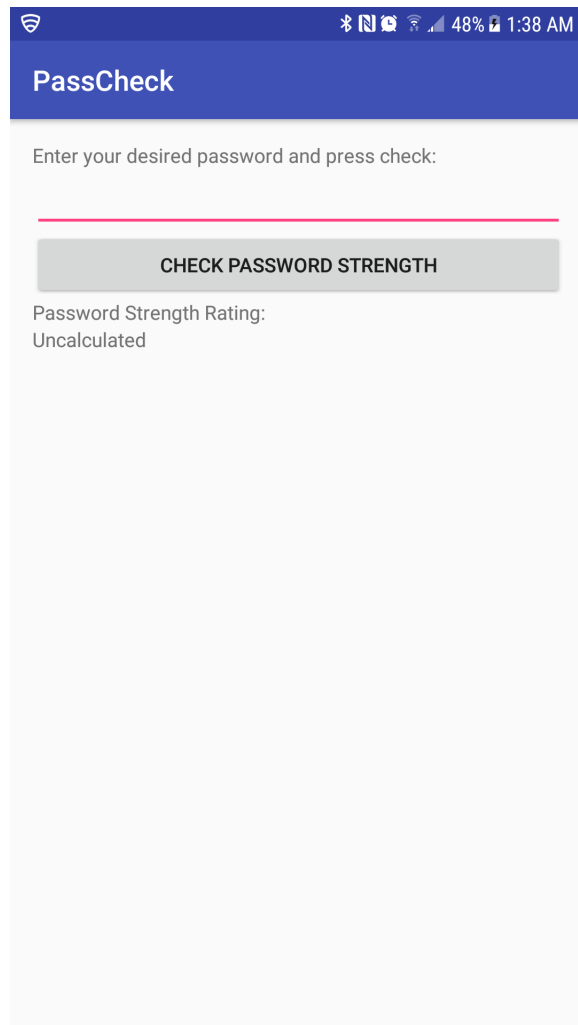 48% 1:38 AM
PassCheck
Enter your desired password and press check:
CHECK PASSWORD STRENGTH
Password Strength Rating:
Uncalculated